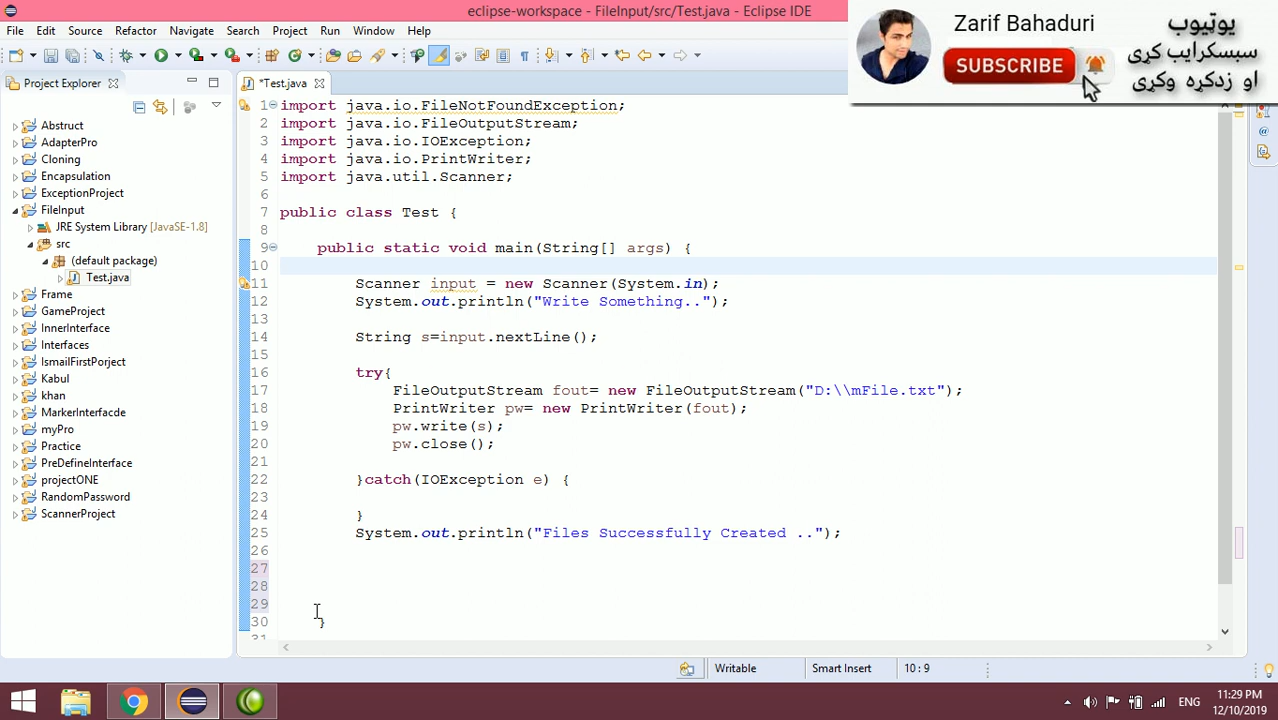 eclipse-workspace - FileInput/src/Test.java - Eclipse IDE
File Edit Source Refactor Navigate Search Project Run Window Help
Zarif Bahaduri
SUBSCRIBE
یوټیوب
سبسکرایب کړی
او زدکړه وکړی
Project Explorer
*Test.java
Abstruct
AdapterPro
Cloning
Encapsulation
ExceptionProject
FileInput
JRE System Library [JavaSE-1.8]
src
(default package)
Test.java
Frame
GameProject
InnerInterface
Interfaces
IsmailFirstPorject
Kabul
khan
MarkerInterfacde
myPro
Practice
PreDefineInterface
projectONE
RandomPassword
ScannerProject
1 import java.io.FileNotFoundException;
2 import java.io.FileOutputStream;
3 import java.io.IOException;
4 import java.io.PrintWriter;
5 import java.util.Scanner;
6
7 public class Test {
8
9 public static void main(String[] args) {
10
11 Scanner input = new Scanner(System.in);
12 System.out.println("Write Something..");
13
14 String s=input.nextLine();
15
16 try{
17 FileOutputStream fout= new FileOutputStream("D:\\mFile.txt");
18 PrintWriter pw= new PrintWriter(fout);
19 pw.write(s);
20 pw.close();
21
22 }catch(IOException e) {
23
24 }
25 System.out.println("Files Successfully Created ..");
26
27
28
29
30 }
31
Writable Smart Insert 10 : 9
ENG
11:29 PM
12/10/2019